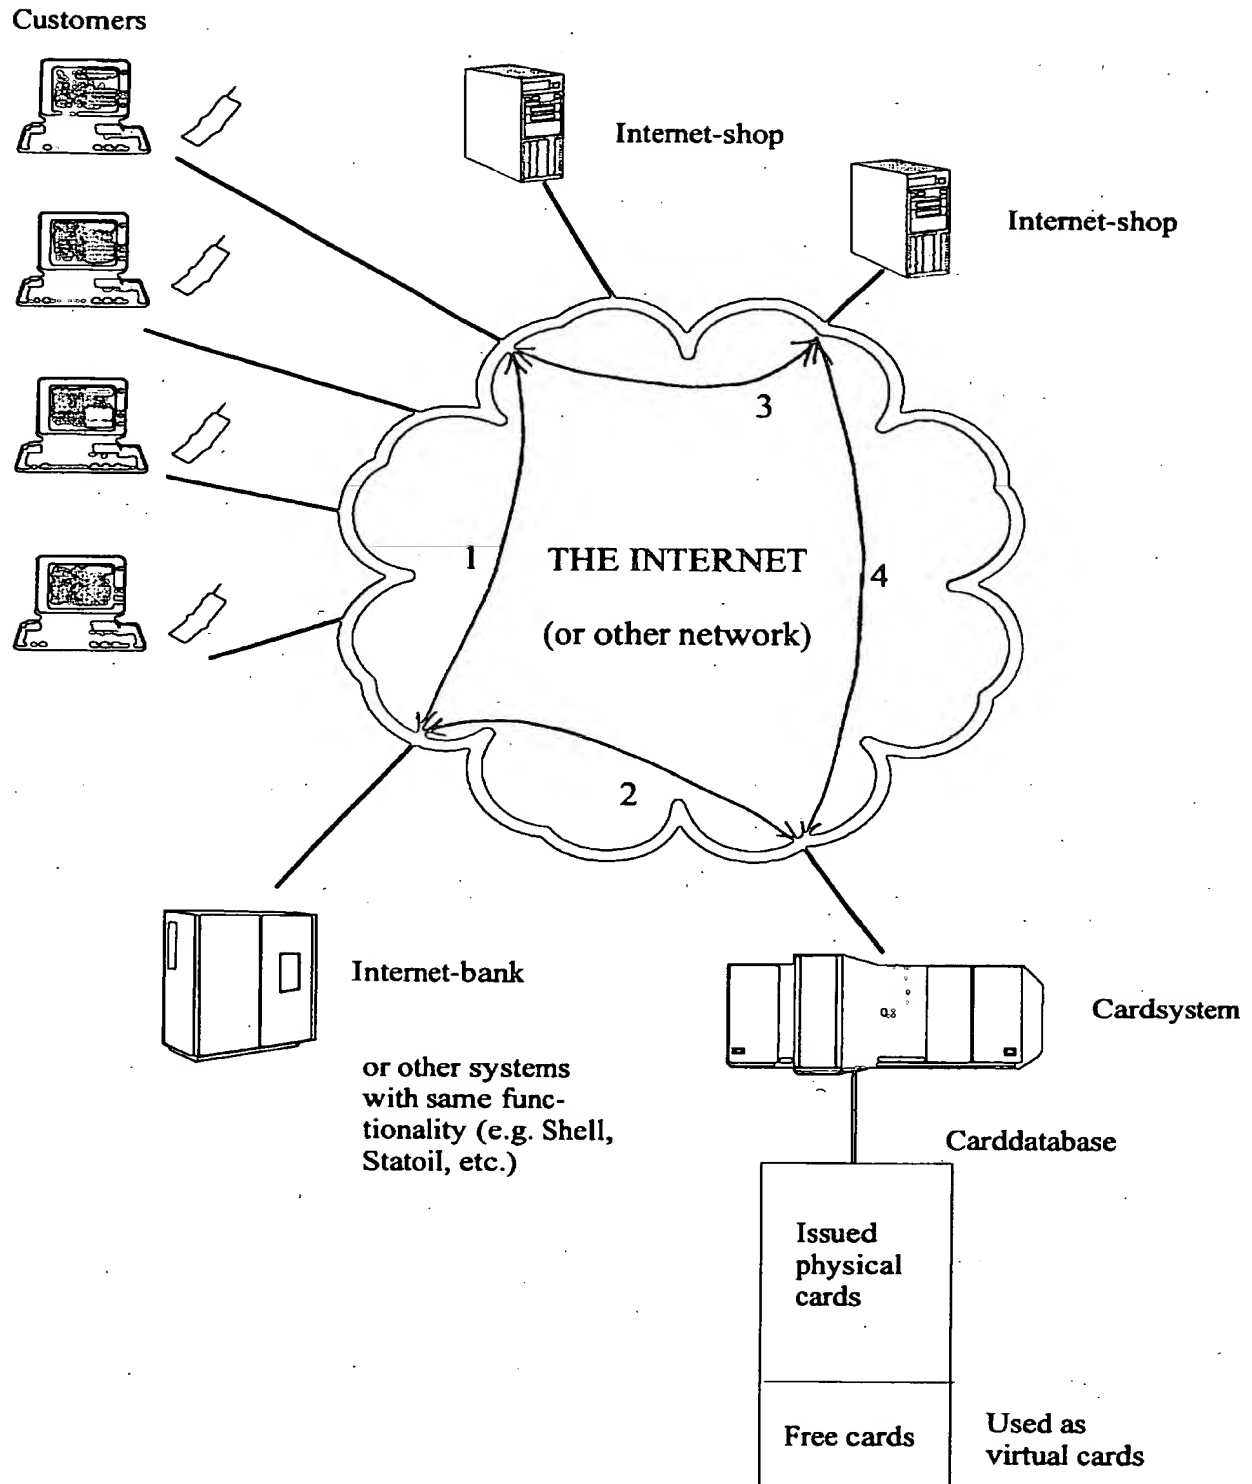 Customers
Internet-shop
Internet-shop
3
1
THE INTERNET
4
(or other network)
2
Internet-bank
Cardsystem
or other systems
with same func-
tionality (e.g. Shell,
Statoil, etc.)
Carddatabase
Issued
physical
cards
Free cards
Used as
virtual cards